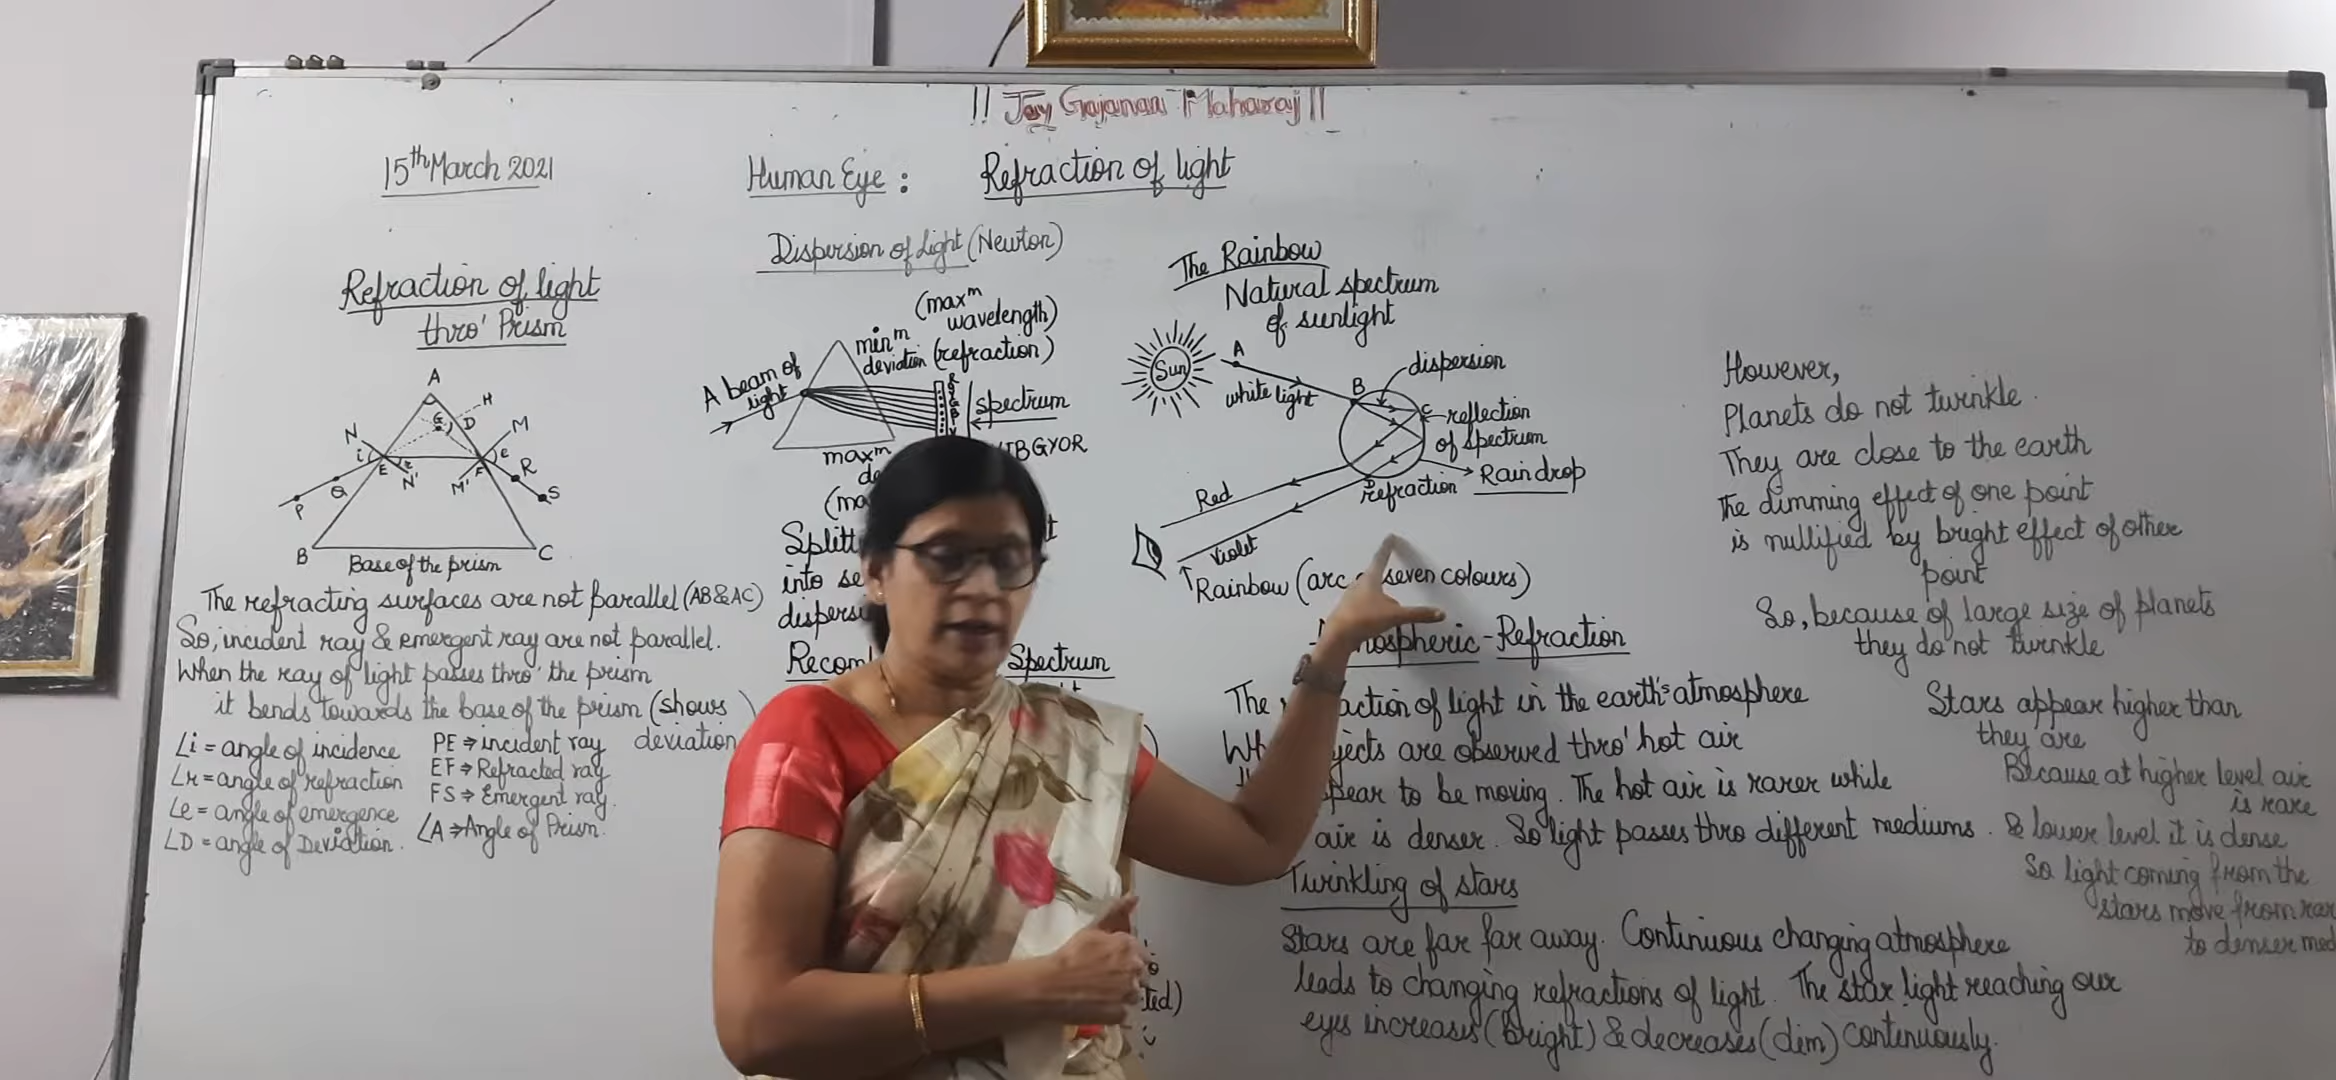 !! Jay Gajanan Maharaj !!
15th March 2021
Human Eye : Refraction of light
Refraction of light
thro' Prism
A
H
G
D
N
M
i
E
r
F
e
N'
M'
Q
R
P
S
B
C
Base of the prism
The refracting surfaces are not parallel (AB & AC)
So, incident ray & emergent ray are not parallel.
When the ray of light passes thro' the prism
it bends towards the base of the prism (shows
deviation
∠i = angle of incidence
∠r = angle of refraction
∠e = angle of emergence
∠D = angle of Deviation.
PE ⇒ incident ray
EF ⇒ Refracted ray
FS ⇒ Emergent ray.
∠A ⇒ Angle of Prism.
Dispersion of Light (Newton)
(maxm
wavelength)
minm
deviation (refraction)
A beam of
light
spectrum
IBGYOR
maxm
into
Spectrum
The Rainbow
Natural spectrum
of sunlight
Sun
A
white light
B
dispersion
C
reflection
of spectrum
Rain drop
D
refraction
Red
Violet
Rainbow (arc seven colours)
Refraction
The light in the earth's atmosphere
are observed thro' hot air
to be moving. The hot air is rarer while
air is denser. So light passes thro different mediums.
Twinkling of stars
Stars are far far away. Continuous changing atmosphere
leads to changing refractions of light. The star light reaching our
eyes increases (bright) & decreases (dim) continuously.
However,
Planets do not twinkle.
They are close to the earth
The dimming effect of one point
is nullified by bright effect of other
point
So, because of large size of planets
they do not twinkle
Stars appear higher than
they are
Because at higher level air
is rare
& lower level it is dense
So light coming from the
stars move from rar
to denser med